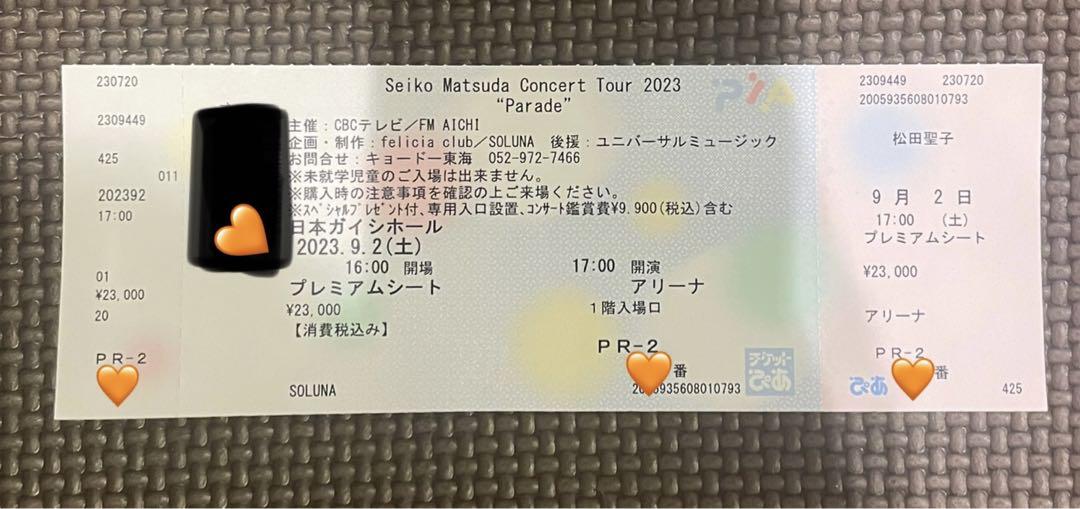 230720
2309449
425
011
202392
17:00
01
¥23,000
20
PR-2
Seiko Matsuda Concert Tour 2023
“Parade”
主催：CBCテレビ／FM AICHI
企画・制作：felicia club／SOLUNA 後援：ユニバーサルミュージック
お問合せ：キョードー東海 052-972-7466
※未就学児童のご入場は出来ません。
※購入時の注意事項を確認の上ご来場ください。
※スペシャルプレゼント付、専用入口設置、コンサート鑑賞費¥9.900(税込)含む
日本ガイシホール
2023.9.2(土)
16:00 開場 17:00 開演
プレミアムシート アリーナ
¥23,000 1階入場口
【消費税込み】
PR-2
番
SOLUNA
2005935608010793
PIA
チケットぴあ
2309449 230720
2005935608010793
松田聖子
9月 2日
17:00 (土)
プレミアムシート
¥23,000
アリーナ
PR-2
番
ぴあ
425